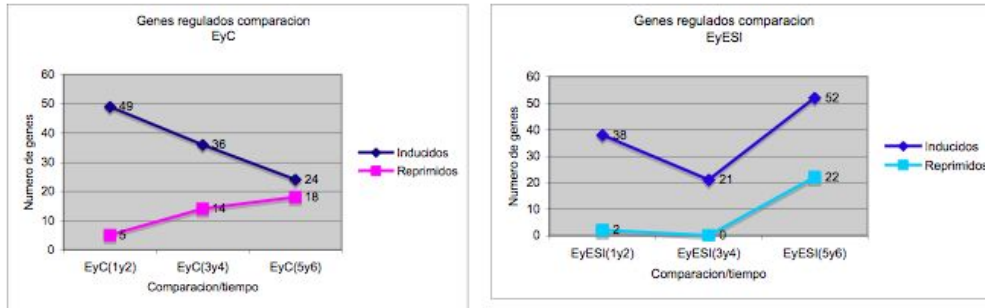 Genes regulados comparacion
EyC
Numero de genes
60
50
40
30
20
10
0
49
36
24
5
14
18
EyC(1y2)
EyC(3y4)
EyC(5y6)
Comparacion/tiempo
Inducidos
Reprimidos
Genes regulados comparacion
EyESI
Numero de genes
60
50
40
30
20
10
0
38
21
52
2
0
22
EyESI(1y2)
EyESI(3y4)
EyESI(5y6)
Comparacion/tiempo
Inducidos
Reprimidos